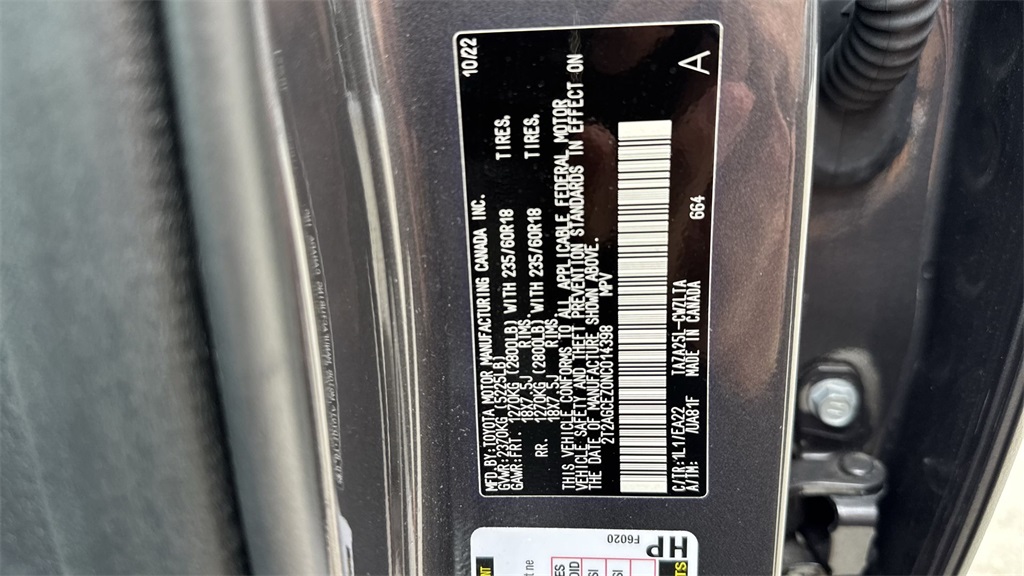 10/22
MFD.BY:TOYOTA MOTOR MANUFACTURING CANADA INC.
GVWR:2370KG (5225LB)
GAWR:FRT. 1270KG (2800LB) WITH 235/60R18 TIRES,
18X7.5J RIMS
RR. 1270KG (2800LB) WITH 235/60R18 TIRES,
18X7.5J RIMS
THIS VEHICLE CONFORMS TO ALL APPLICABLE FEDERAL MOTOR
VEHICLE SAFETY AND THEFT PREVENTION STANDARDS IN EFFECT ON
THE DATE OF MANUFACTURE SHOWN ABOVE.
2T2AGCEZ0NC014398
MPV
C/TR:1L1/EA22 TAZA25L-CWZLTA 664
A/TM: /UA81F MADE IN CANADA A
F6020
HP